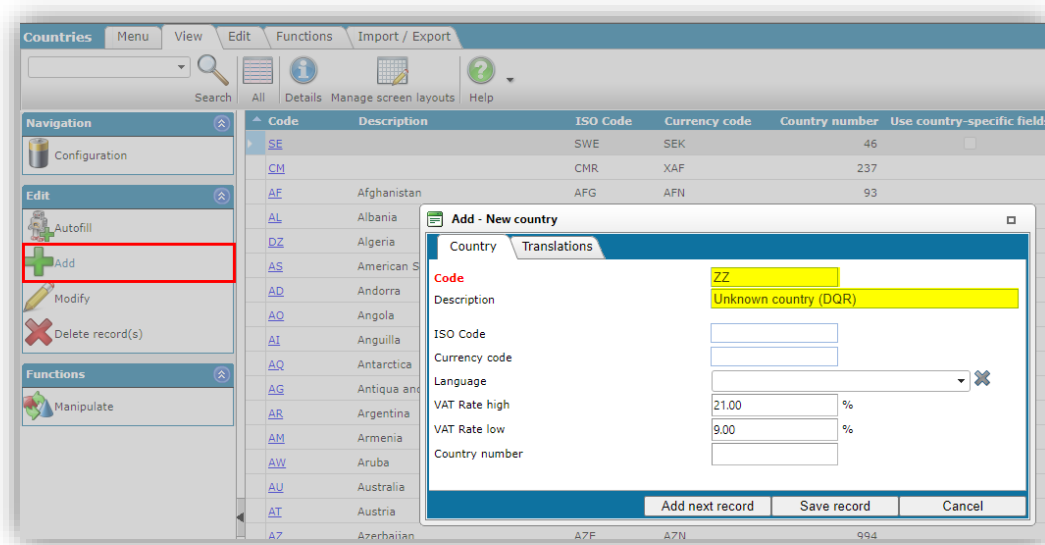 Countries Menu View Edit Functions Import / Export
Search All Details Manage screen layouts Help
Navigation
Configuration
Edit
Autofill
Add
Modify
Delete record(s)
Functions
Manipulate
Code Description ISO Code Currency code Country number Use country-specific field
SE SWE SEK 46
CM CMR XAF 237
AF Afghanistan AFG AFN 93
AL Albania
DZ Algeria
AS American S
AD Andorra
AO Angola
AI Anguilla
AQ Antarctica
AG Antigua and
AR Argentina
AM Armenia
AW Aruba
AU Australia
AT Austria
AZ Azerbaijan AZE AZN 994
Add - New country
Country Translations
Code ZZ
Description Unknown country (DQR)
ISO Code
Currency code
Language
VAT Rate high 21.00 %
VAT Rate low 9.00 %
Country number
Add next record Save record Cancel